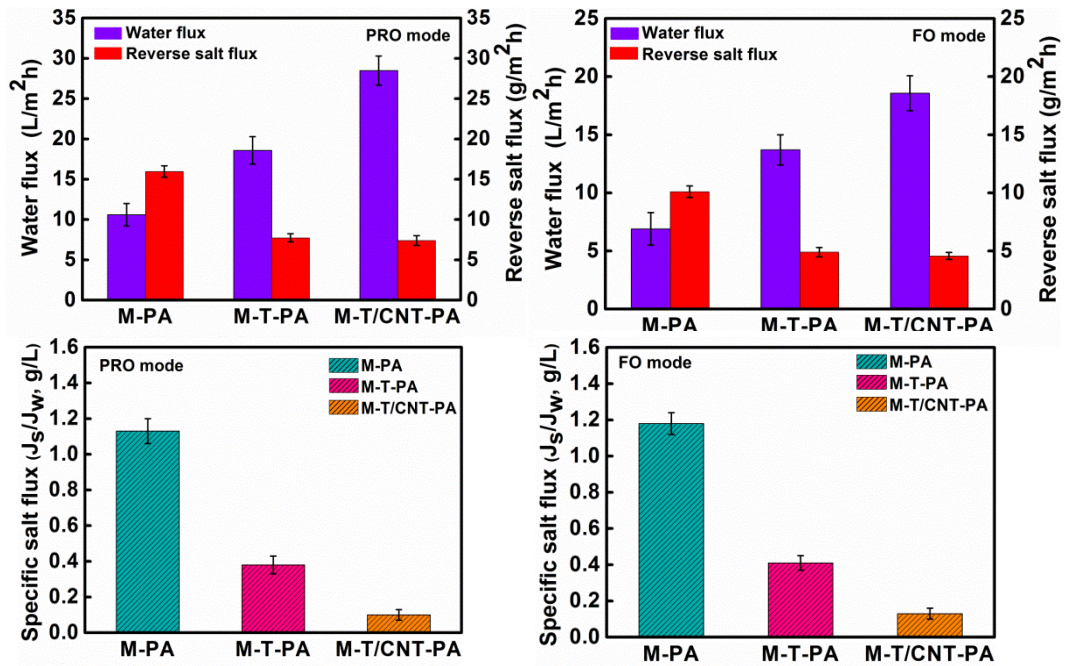 35
30
25
20
15
10
5
0
Water flux (L/m²h)
Water flux
Reverse salt flux
PRO mode
35
30
25
20
15
10
5
0
Reverse salt flux (g/m²h)
M-PA
M-T-PA
M-T/CNT-PA
25
20
15
10
5
0
Water flux (L/m²h)
Water flux
Reverse salt flux
FO mode
25
20
15
10
5
0
Reverse salt flux (g/m²h)
M-PA
M-T-PA
M-T/CNT-PA
1.6
1.4
1.2
1.0
0.8
0.6
0.4
0.2
0.0
Specific salt flux (JS/JW, g/L)
PRO mode
M-PA
M-T-PA
M-T/CNT-PA
M-PA
M-T-PA
M-T/CNT-PA
1.6
1.4
1.2
1.0
0.8
0.6
0.4
0.2
0.0
Specific salt flux (JS/JW, g/L)
FO mode
M-PA
M-T-PA
M-T/CNT-PA
M-PA
M-T-PA
M-T/CNT-PA